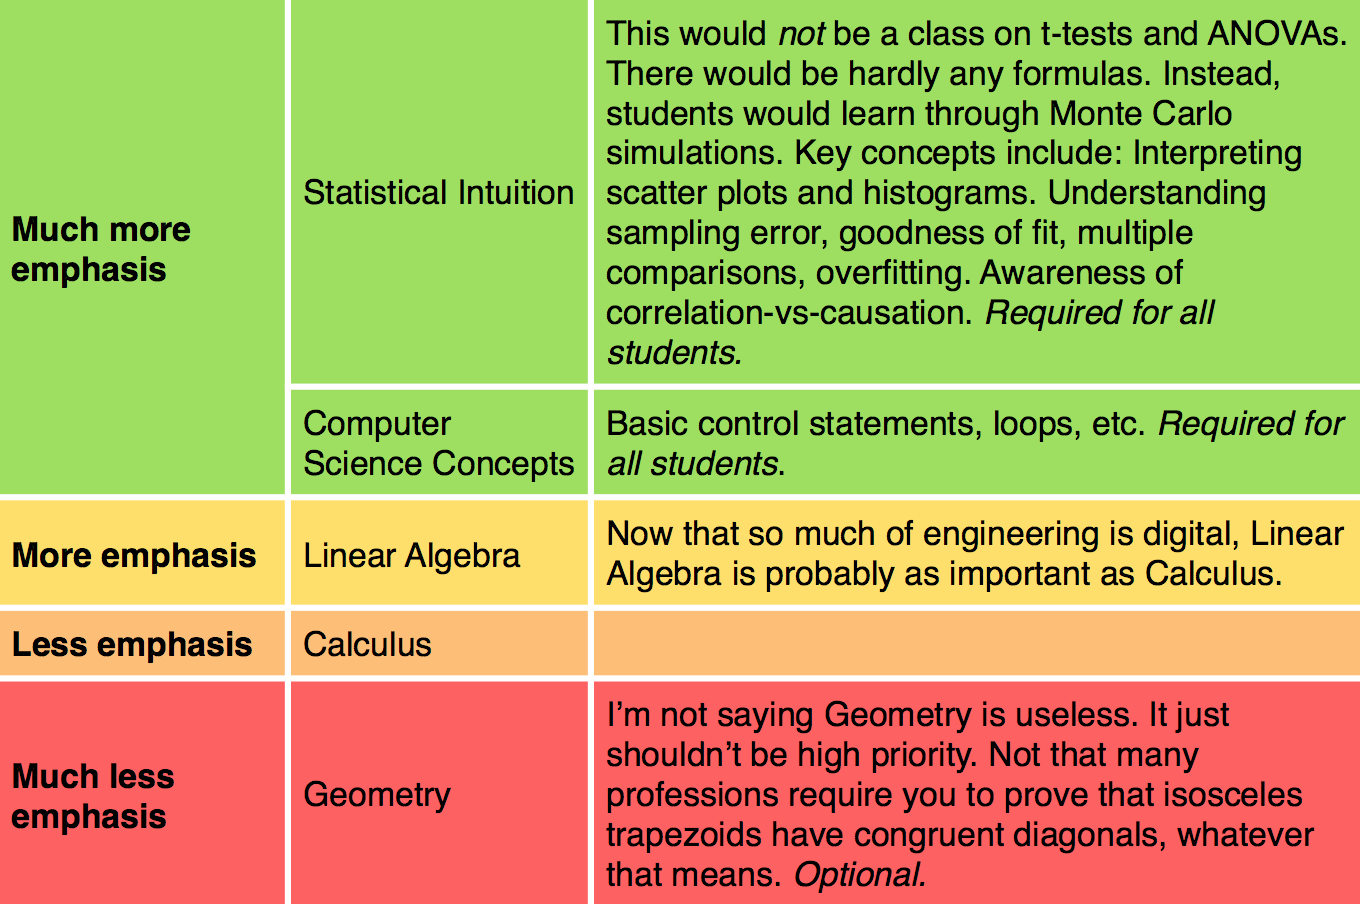 Much more
emphasis
Statistical Intuition
This would not be a class on t-tests and ANOVAs.
There would be hardly any formulas. Instead,
students would learn through Monte Carlo
simulations. Key concepts include: Interpreting
scatter plots and histograms. Understanding
sampling error, goodness of fit, multiple
comparisons, overfitting. Awareness of
correlation-vs-causation. Required for all
students.
Computer
Science Concepts
Basic control statements, loops, etc. Required for
all students.
More emphasis
Linear Algebra
Now that so much of engineering is digital, Linear
Algebra is probably as important as Calculus.
Less emphasis
Calculus
Much less
emphasis
Geometry
I’m not saying Geometry is useless. It just
shouldn’t be high priority. Not that many
professions require you to prove that isosceles
trapezoids have congruent diagonals, whatever
that means. Optional.